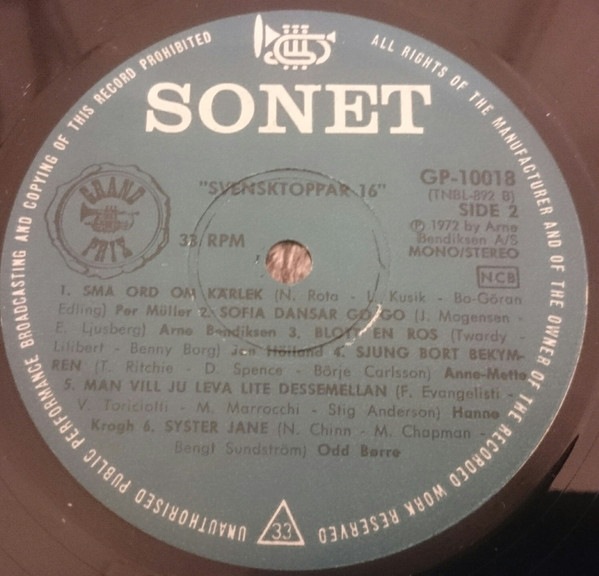 UNAUTHORISED PUBLIC PERFORMANCE BROADCASTING AND COPYING OF THIS RECORD PROHIBITED
ALL RIGHTS OF THE MANUFACTURER AND OF THE OWNER OF THE RECORDED WORK RESERVED
SONET
GRAND
PRIX
"SVENSKTOPPAR 16"
33 RPM
GP-10018
(TNBL-892 B)
SIDE 2
℗ 1972 by Arne
Bendiksen A/S
MONO/STEREO
NCB
1. SMA ORD OM KARLEK (N. Rota - L. Kusik - Bo-Göran
Edling) Per Müller 2. SOFIA DANSAR GO GO (J. Mogensen -
E. Ljusberg) Arne Bendiksen 3. BLOTT EN ROS (Twardy -
Lilibert - Benny Borg) Jan Höiland 4. SJUNG BORT BEKYM-
REN (T. Ritchie - D. Spence - Börje Carlsson) Anne-Mette
5. MAN VILL JU LEVA LITE DESSEMELLAN (F. Evangelisti -
V. Toriciotti - M. Marrocchi - Stig Anderson) Hanne
Krogh 6. SYSTER JANE (N. Chinn - M. Chapman -
Bengt Sundström) Odd Børre
33